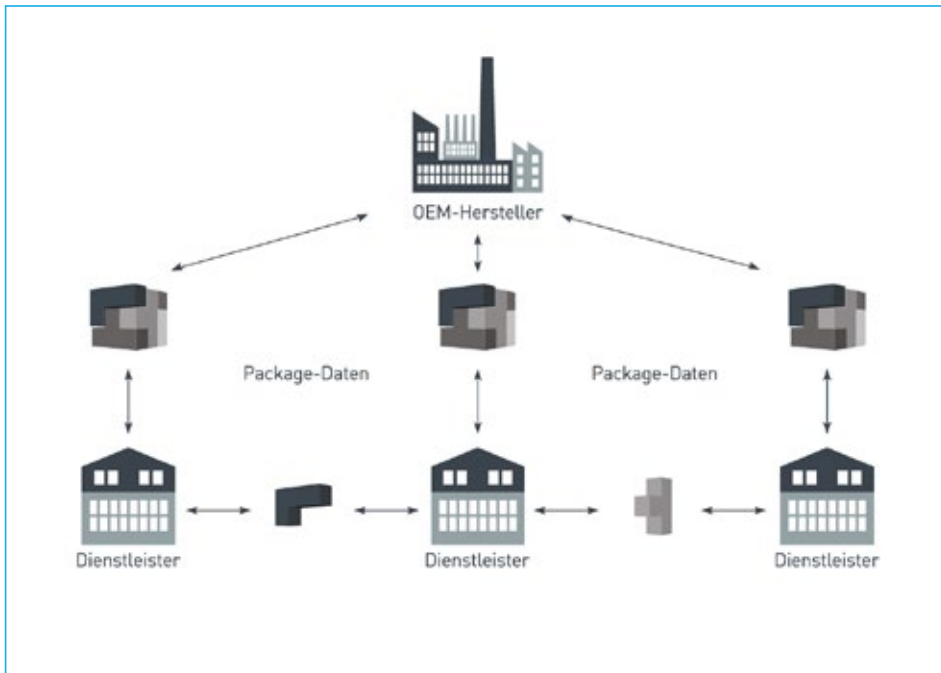 OEM-Hersteller
Package-Daten
Package-Daten
Dienstleister
Dienstleister
Dienstleister